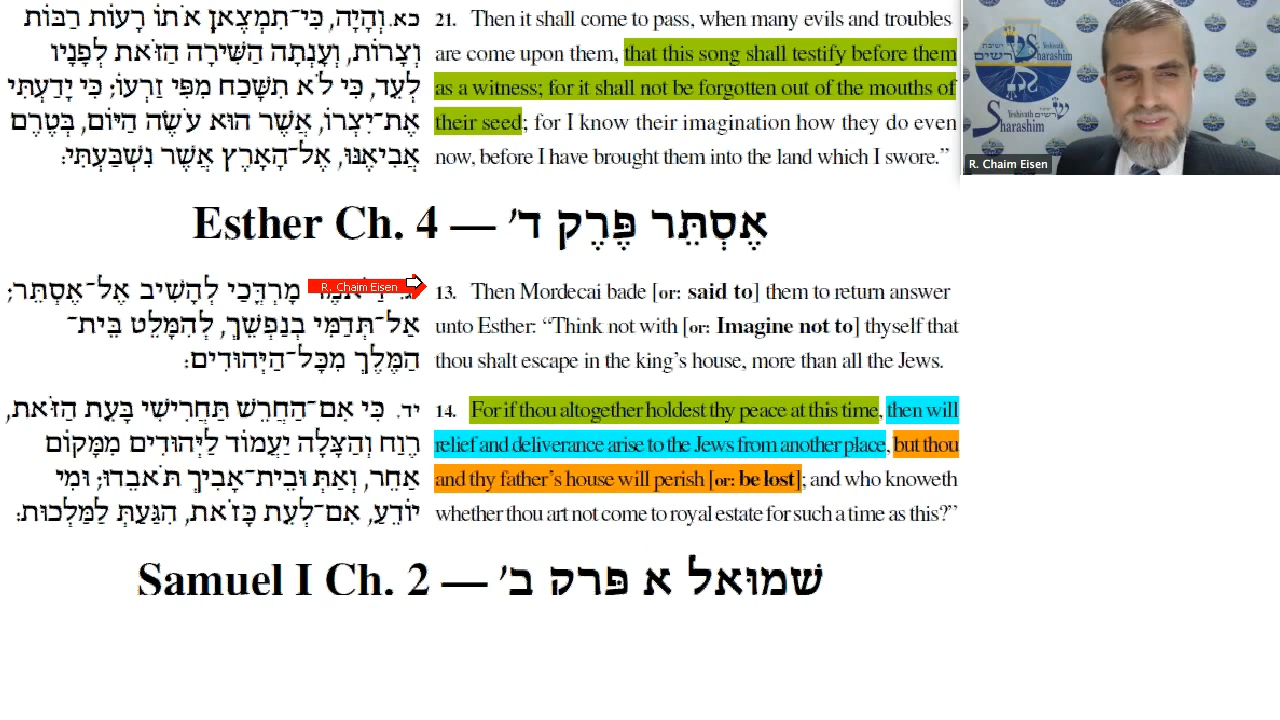 כא. וְהָיָה, כִּי־תִמְצֶאןָ אֹתוֹ רָעוֹת רַבּוֹת
וְצָרוֹת, וְעָנְתָה הַשִּׁירָה הַזֹּאת לְפָנָיו
לְעֵד, כִּי לֹא תִשָּׁכַח מִפִּי זַרְעוֹ; כִּי יָדַעְתִּי
אֶת־יִצְרוֹ, אֲשֶׁר הוּא עֹשֶׂה הַיּוֹם, בְּטֶרֶם
אֲבִיאֶנּוּ, אֶל־הָאָרֶץ אֲשֶׁר נִשְׁבָּעְתִּי:
21. Then it shall come to pass, when many evils and troubles
are come upon them, that this song shall testify before them
as a witness; for it shall not be forgotten out of the mouths of
their seed; for I know their imagination how they do even
now, before I have brought them into the land which I swore.”
Esther Ch. 4 — אֶסְתֵּר פֶּרֶק ד׳
מָרְדֳּכַי לְהָשִׁיב אֶל־אֶסְתֵּר;
אַל־תְּדַמִּי בְנַפְשֵׁךְ, לְהִמָּלֵט בֵּית־
הַמֶּלֶךְ מִכָּל־הַיְּהוּדִים:
R. Chaim Eisen
13. Then Mordecai bade [or: said to] them to return answer
unto Esther: “Think not with [or: Imagine not to] thyself that
thou shalt escape in the king’s house, more than all the Jews.
יד. כִּי אִם־הַחֲרֵשׁ תַּחֲרִישִׁי בָּעֵת הַזֹּאת,
רֶוַח וְהַצָּלָה יַעֲמוֹד לַיְּהוּדִים מִמָּקוֹם
אַחֵר, וְאַתְּ וּבֵית־אָבִיךְ תֹּאבֵדוּ; וּמִי
יוֹדֵעַ, אִם־לְעֵת כָּזֹאת, הִגַּעַתְּ לַמַּלְכוּת:
14. For if thou altogether holdest thy peace at this time, then will
relief and deliverance arise to the Jews from another place, but thou
and thy father’s house will perish [or: be lost]; and who knoweth
whether thou art not come to royal estate for such a time as this?”
Samuel I Ch. 2 — שׁמוּאל א פּרק ב׳
Yeshivath
Sharashim
ישיבת
שרשים
Yeshivath
Sharashim
R. Chaim Eisen